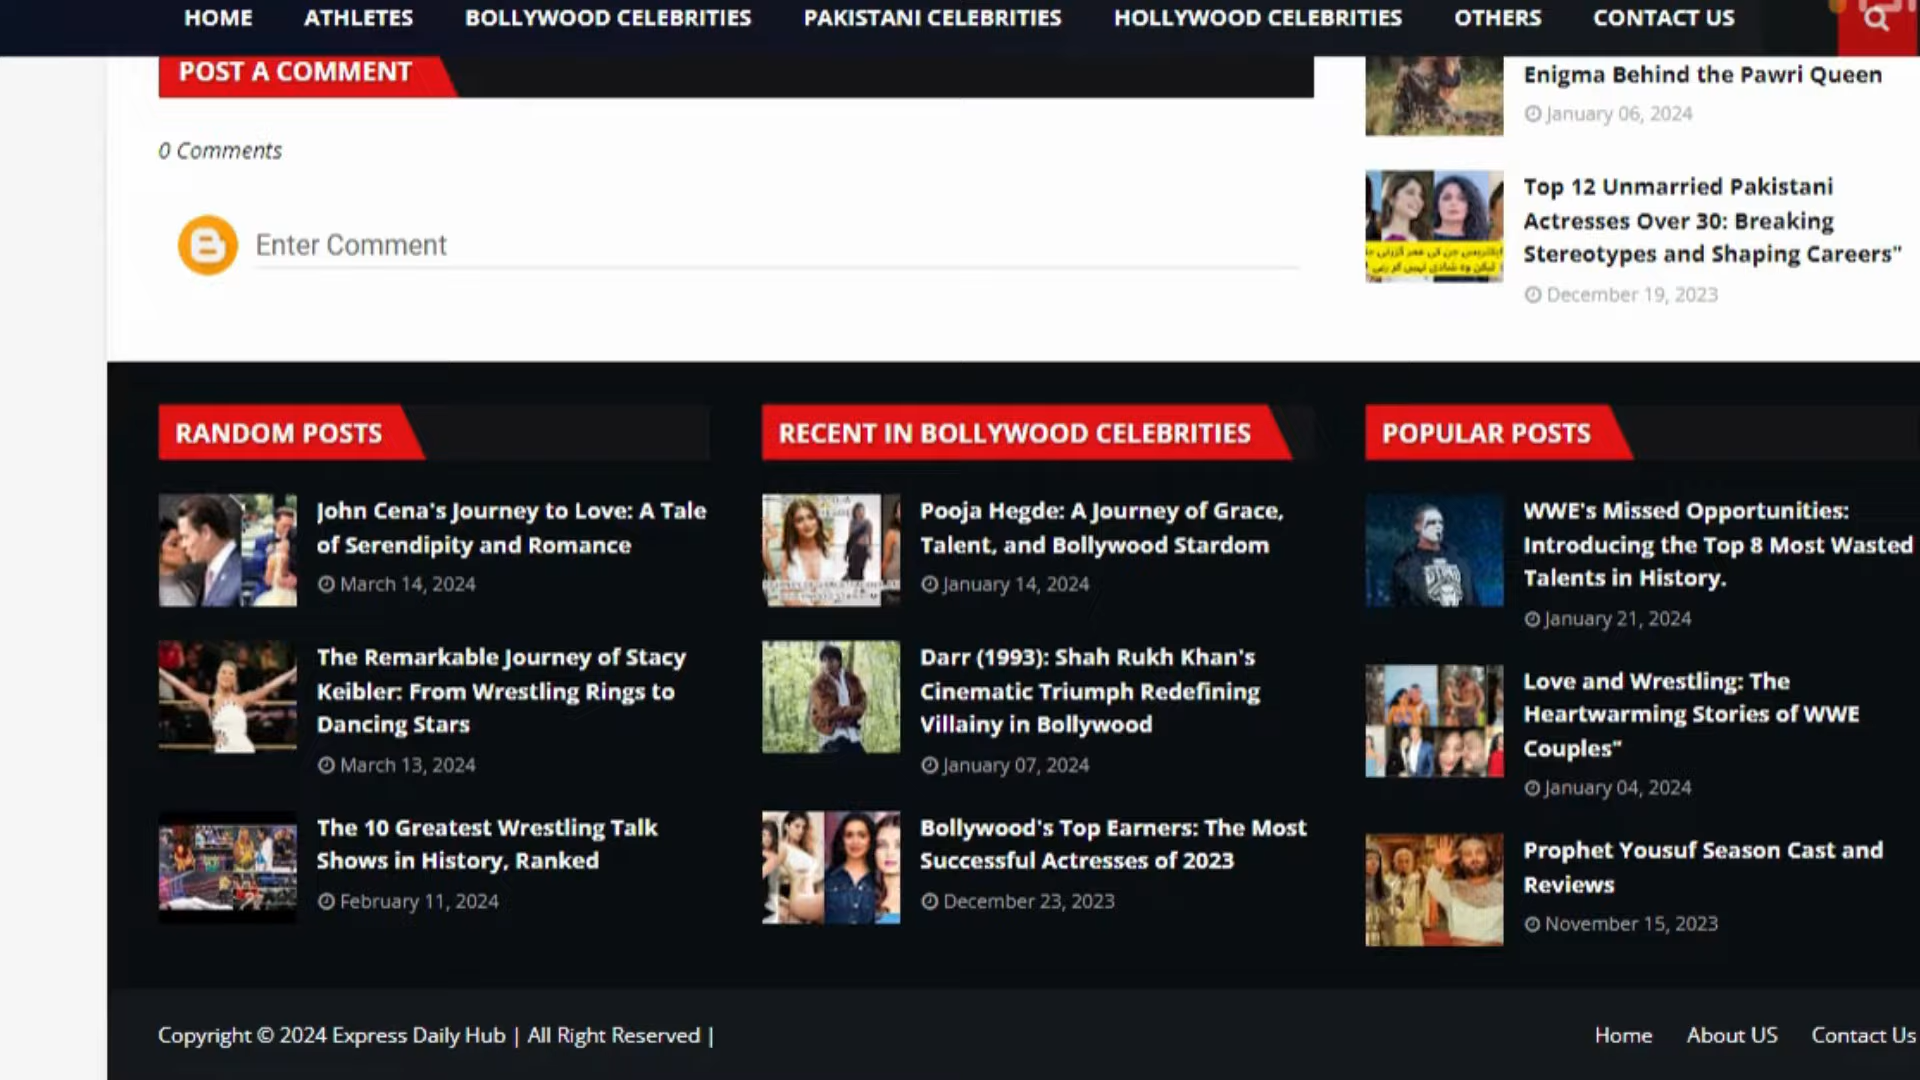 HOME ATHLETES BOLLYWOOD CELEBRITIES PAKISTANI CELEBRITIES HOLLYWOOD CELEBRITIES OTHERS CONTACT US
POST A COMMENT
0 Comments
Enter Comment
Enigma Behind the Pawri Queen
January 06, 2024
Top 12 Unmarried Pakistani
Actresses Over 30: Breaking
Stereotypes and Shaping Careers"
December 19, 2023
RANDOM POSTS
John Cena's Journey to Love: A Tale
of Serendipity and Romance
March 14, 2024
The Remarkable Journey of Stacy
Keibler: From Wrestling Rings to
Dancing Stars
March 13, 2024
The 10 Greatest Wrestling Talk
Shows in History, Ranked
February 11, 2024
RECENT IN BOLLYWOOD CELEBRITIES
Pooja Hegde: A Journey of Grace,
Talent, and Bollywood Stardom
January 14, 2024
Darr (1993): Shah Rukh Khan's
Cinematic Triumph Redefining
Villainy in Bollywood
January 07, 2024
Bollywood's Top Earners: The Most
Successful Actresses of 2023
December 23, 2023
POPULAR POSTS
WWE's Missed Opportunities:
Introducing the Top 8 Most Wasted
Talents in History.
January 21, 2024
Love and Wrestling: The
Heartwarming Stories of WWE
Couples"
January 04, 2024
Prophet Yousuf Season Cast and
Reviews
November 15, 2023
Copyright © 2024 Express Daily Hub | All Right Reserved |
Home About US Contact Us